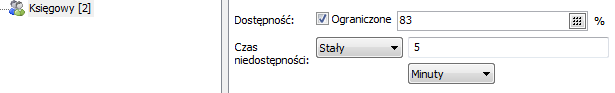 Księgowy [2]
Dostępność: Ograniczone 83 %
Czas niedostępności: Stały 5
Minuty